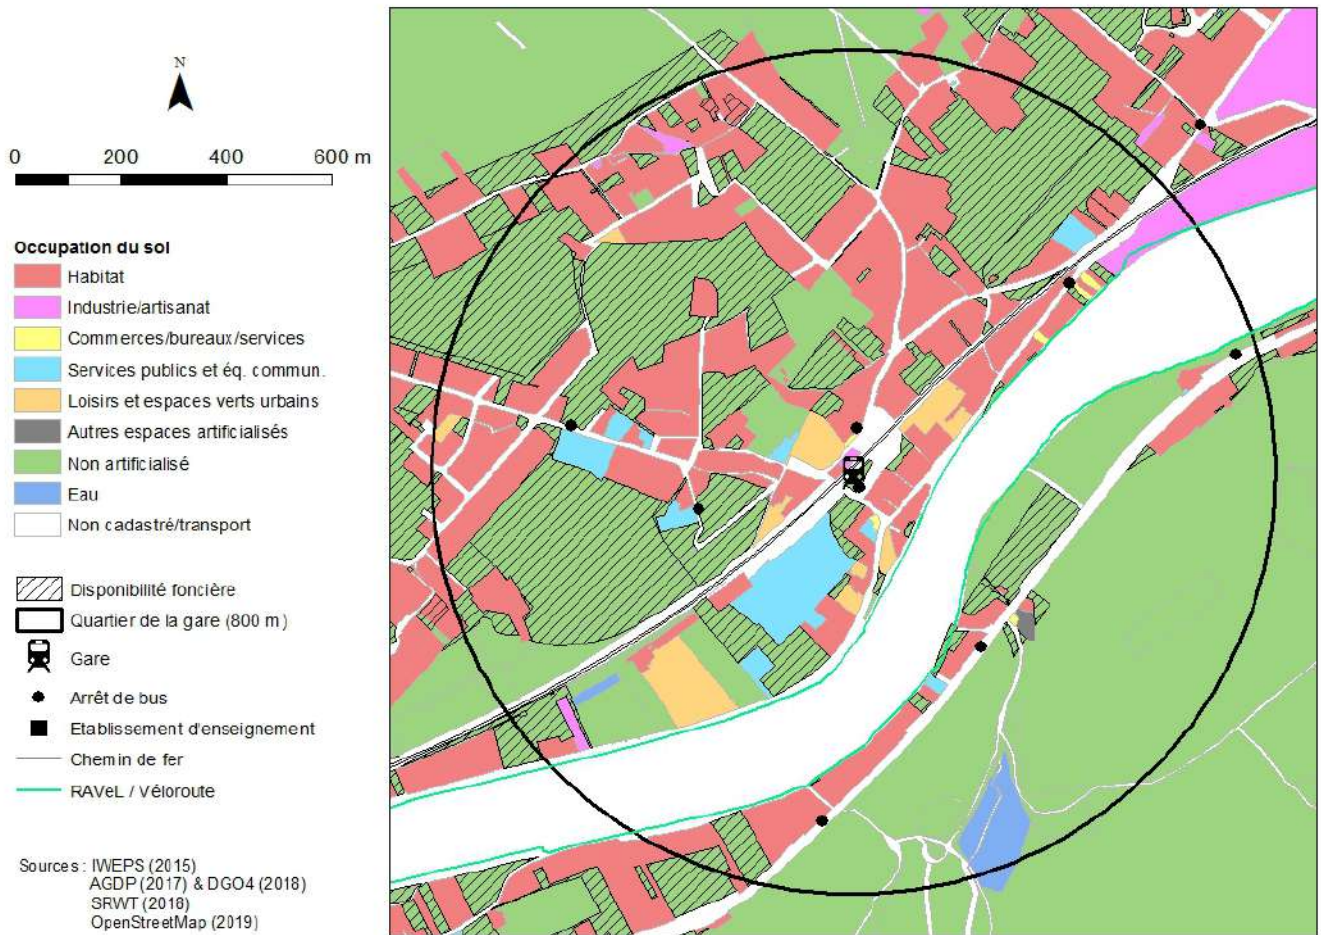 N
0 200 400 600 m
Occupation du sol
Habitat
Industrie/artisanat
Commerces/bureaux/services
Services publics et éq. commun.
Loisirs et espaces verts urbains
Autres espaces artificialisés
Non artificialisé
Eau
Non cadastré/transport
Disponibilité foncière
Quartier de la gare (800 m)
Gare
Arrêt de bus
Etablissement d'enseignement
Chemin de fer
RAVeL / Véloroute
Sources : IWEPS (2015)
AGDP (2017) & DGO4 (2018)
SRWT (2018)
OpenStreetMap (2019)